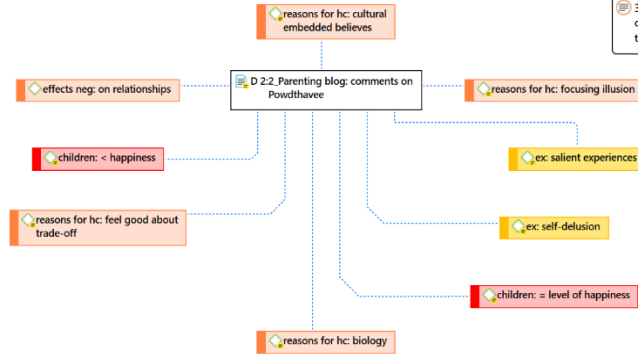 reasons for hc: cultural
embedded believes
3
effects neg: on relationships
D 2:2_Parenting blog: comments on
Powdthavee
reasons for hc: focusing illusion
children: < happiness
ex: salient experiences
reasons for hc: feel good about
trade-off
ex: self-delusion
children: = level of happiness
reasons for hc: biology